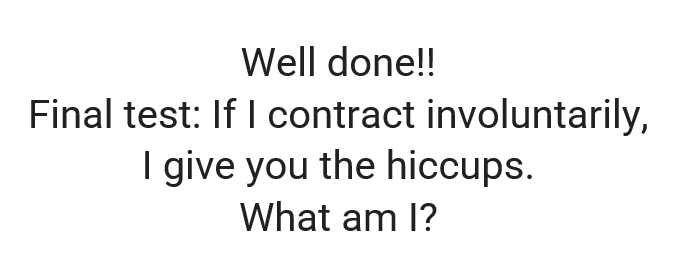 Well done!!
Final test: If I contract involuntarily,
I give you the hiccups.
What am I?